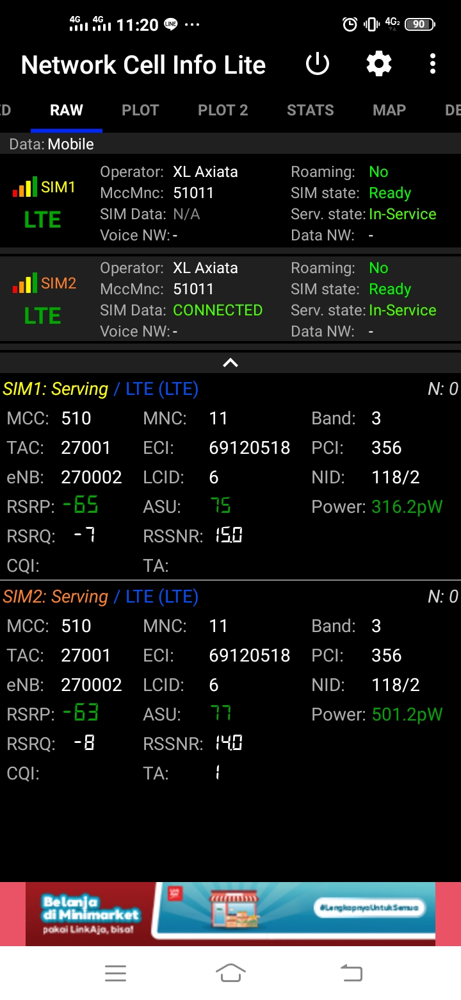 4G 4G 11:20 LINE ... 4G2 90
Network Cell Info Lite
ED RAW PLOT PLOT 2 STATS MAP DE
Data: Mobile
SIM1
LTE
Operator: XL Axiata Roaming: No
MccMnc: 51011 SIM state: Ready
SIM Data: N/A Serv. state: In-Service
Voice NW: - Data NW: -
SIM2
LTE
Operator: XL Axiata Roaming: No
MccMnc: 51011 SIM state: Ready
SIM Data: CONNECTED Serv. state: In-Service
Voice NW: - Data NW: -
SIM1: Serving / LTE (LTE) N: 0
MCC: 510 MNC: 11 Band: 3
TAC: 27001 ECI: 69120518 PCI: 356
eNB: 270002 LCID: 6 NID: 118/2
RSRP: -65 ASU: 75 Power: 316.2pW
RSRQ: -7 RSSNR: 15.0
CQI: TA:
SIM2: Serving / LTE (LTE) N: 0
MCC: 510 MNC: 11 Band: 3
TAC: 27001 ECI: 69120518 PCI: 356
eNB: 270002 LCID: 6 NID: 118/2
RSRP: -63 ASU: 77 Power: 501.2pW
RSRQ: -8 RSSNR: 14.0
CQI: TA: 1
Belanja
di Minimarket
pakai LinkAja, bisa!
#LengkapnyaUntukSemua